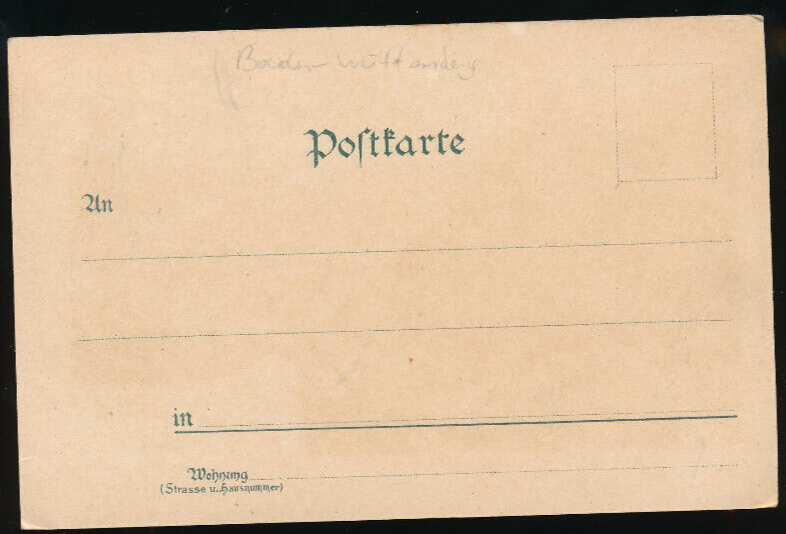 Baden-Württemberg
Postkarte
An
in
Wohnung
(Strasse u. Hausnummer)